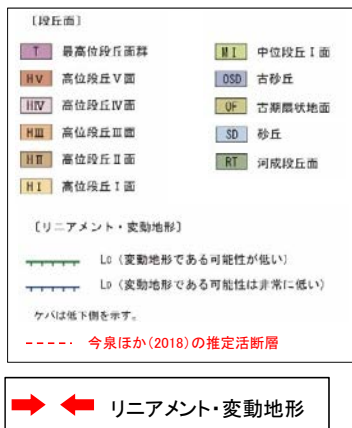 ［段丘面］
T 最高位段丘面群
HⅤ 高位段丘Ⅴ面
HⅣ 高位段丘Ⅳ面
HⅢ 高位段丘Ⅲ面
HⅡ 高位段丘Ⅱ面
HⅠ 高位段丘Ⅰ面
MⅠ 中位段丘Ⅰ面
OSD 古砂丘
OF 古期扇状地面
SD 砂丘
RT 河成段丘面
［リニアメント・変動地形］
LC（変動地形である可能性が低い）
LD（変動地形である可能性は非常に低い）
ケバは低下側を示す。
今泉ほか(2018)の推定活断層
リニアメント・変動地形